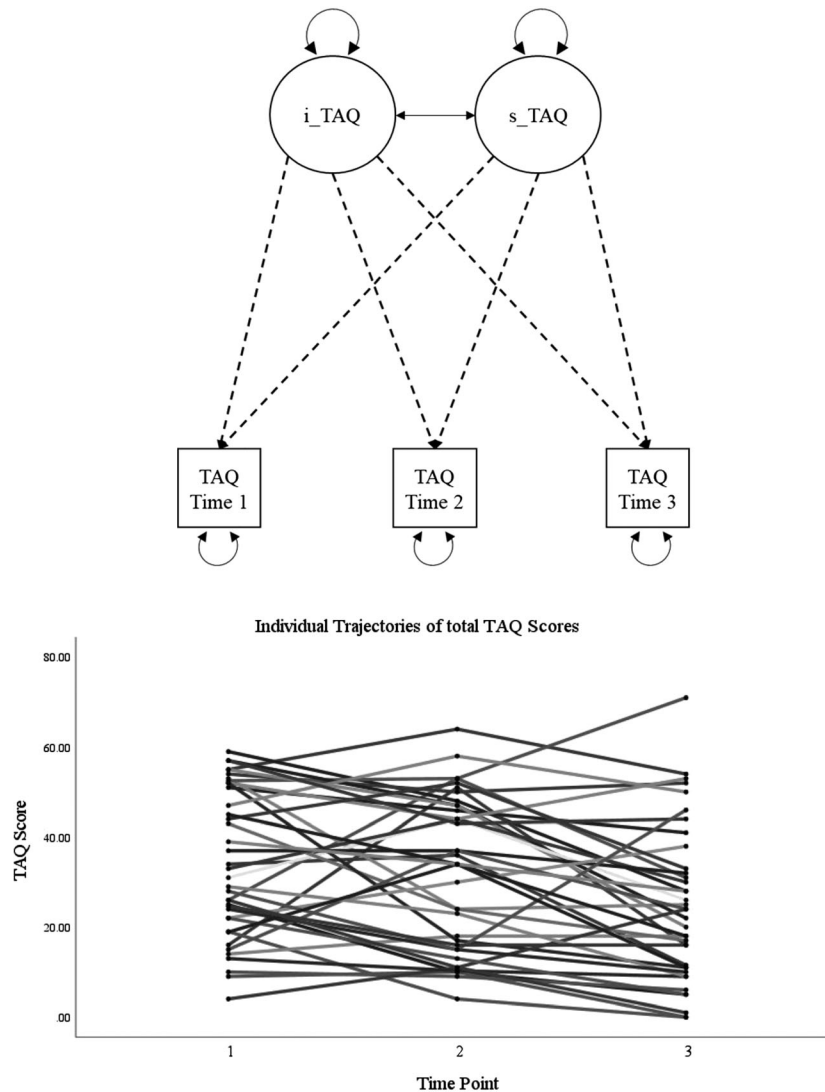 i_TAQ
s_TAQ
TAQ
Time 1
TAQ
Time 2
TAQ
Time 3
Individual Trajectories of total TAQ Scores
80.00
60.00
40.00
20.00
.00
TAQ Score
1
2
3
Time Point